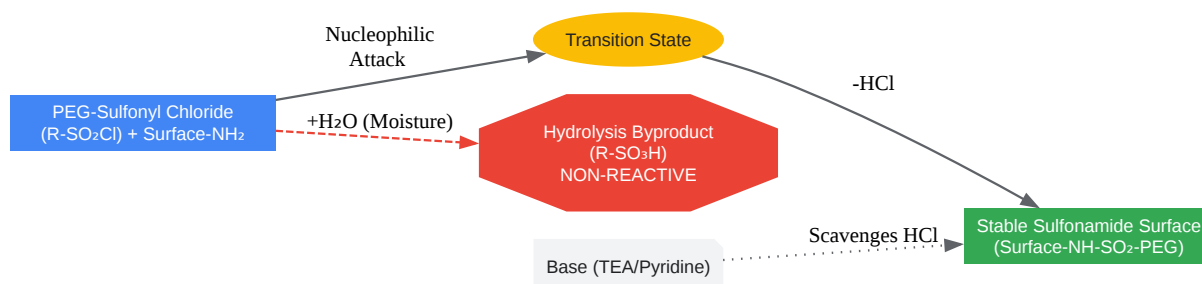 Nucleophilic
Attack
Transition State
-HCl
PEG-Sulfonyl Chloride
(R-SO₂Cl) + Surface-NH₂
+H₂O (Moisture)
Hydrolysis Byproduct
(R-SO₃H)
NON-REACTIVE
Stable Sulfonamide Surface
(Surface-NH-SO₂-PEG)
Scavenges HCl
Base (TEA/Pyridine)